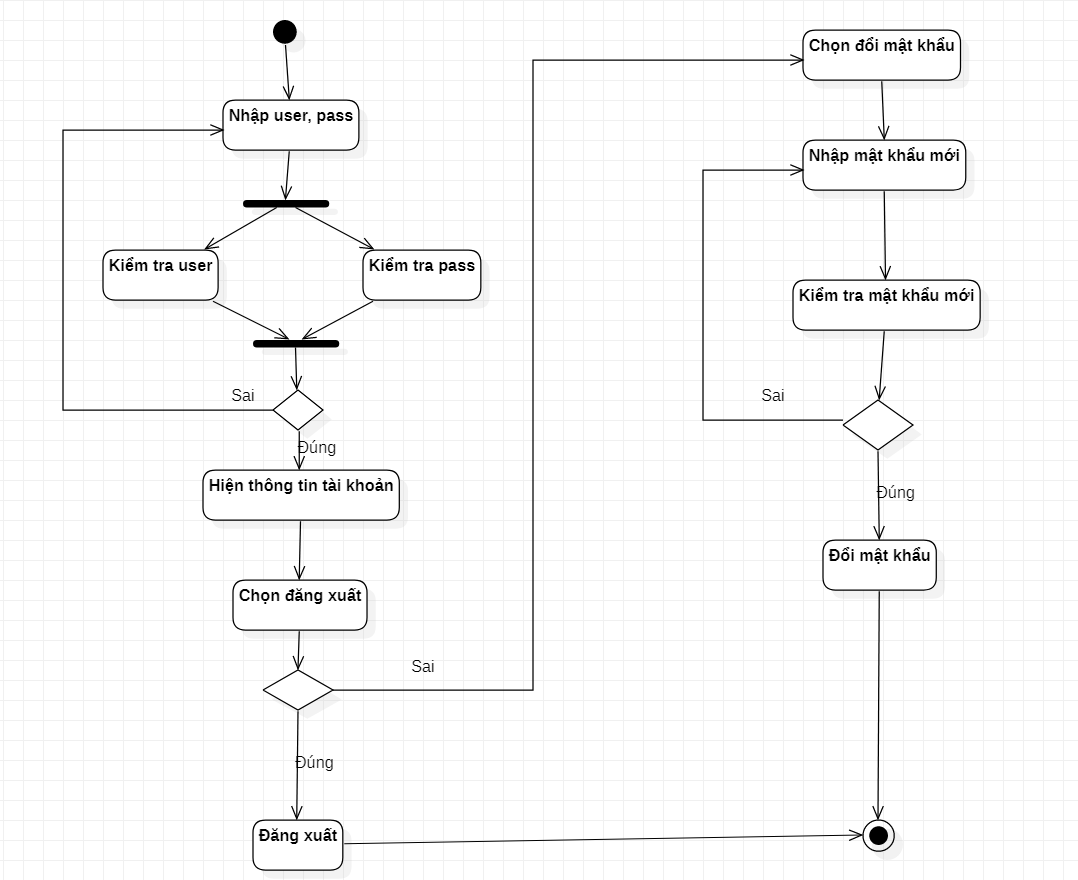 Nhập user, pass
Kiểm tra user
Kiểm tra pass
Sai
Đúng
Hiện thông tin tài khoản
Chọn đăng xuất
Sai
Đúng
Đăng xuất
Chọn đổi mật khẩu
Nhập mật khẩu mới
Kiểm tra mật khẩu mới
Sai
Đúng
Đổi mật khẩu